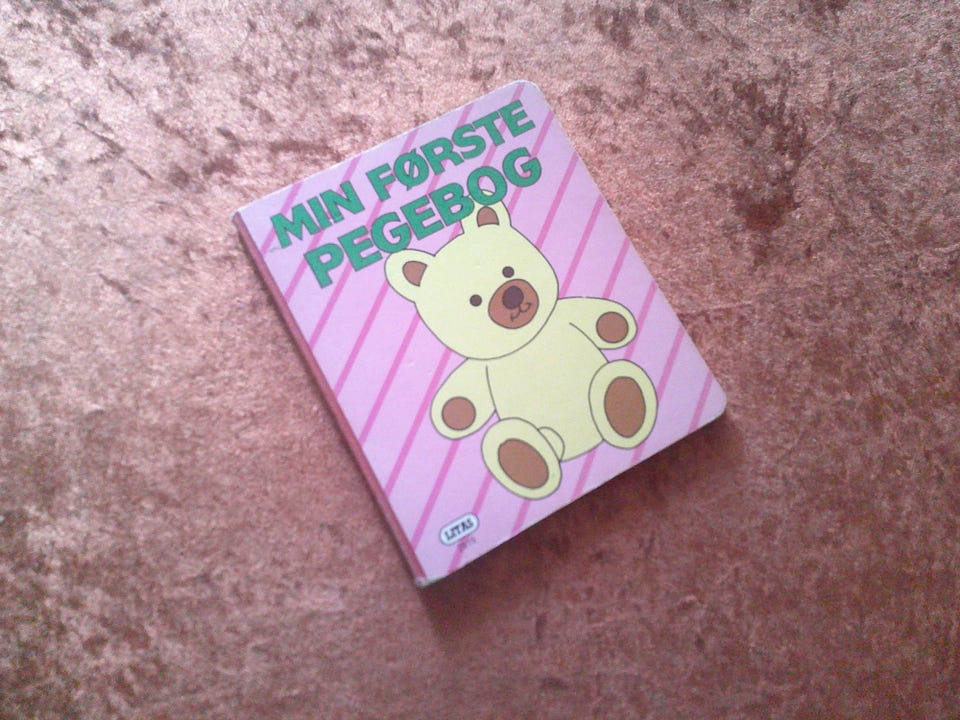 MIN FØRSTE
PEGEBOG
LITAS